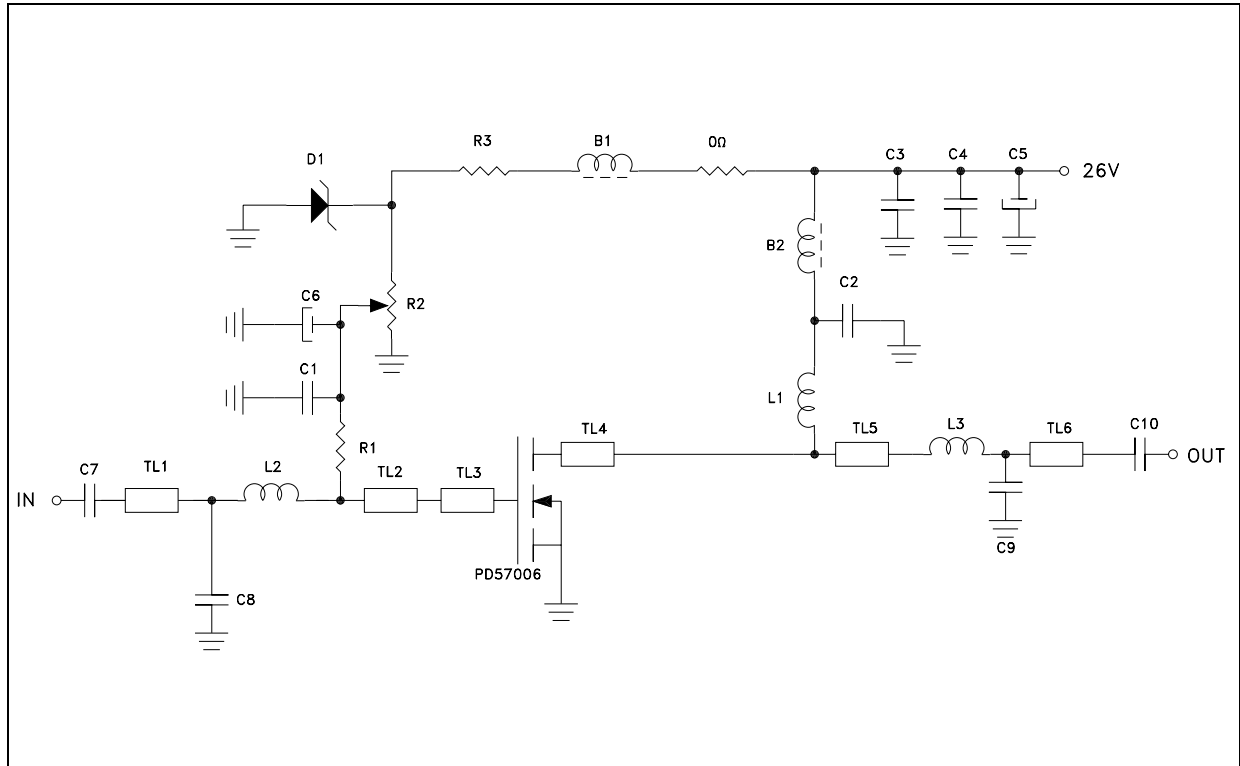 R3
B1
0Ω
D1
C3
C4
C5
26V
B2
C2
C6
R2
C1
L1
R1
TL4
TL5
L3
TL6
C10
OUT
C7
TL1
L2
TL2
TL3
IN
C9
PD57006
C8